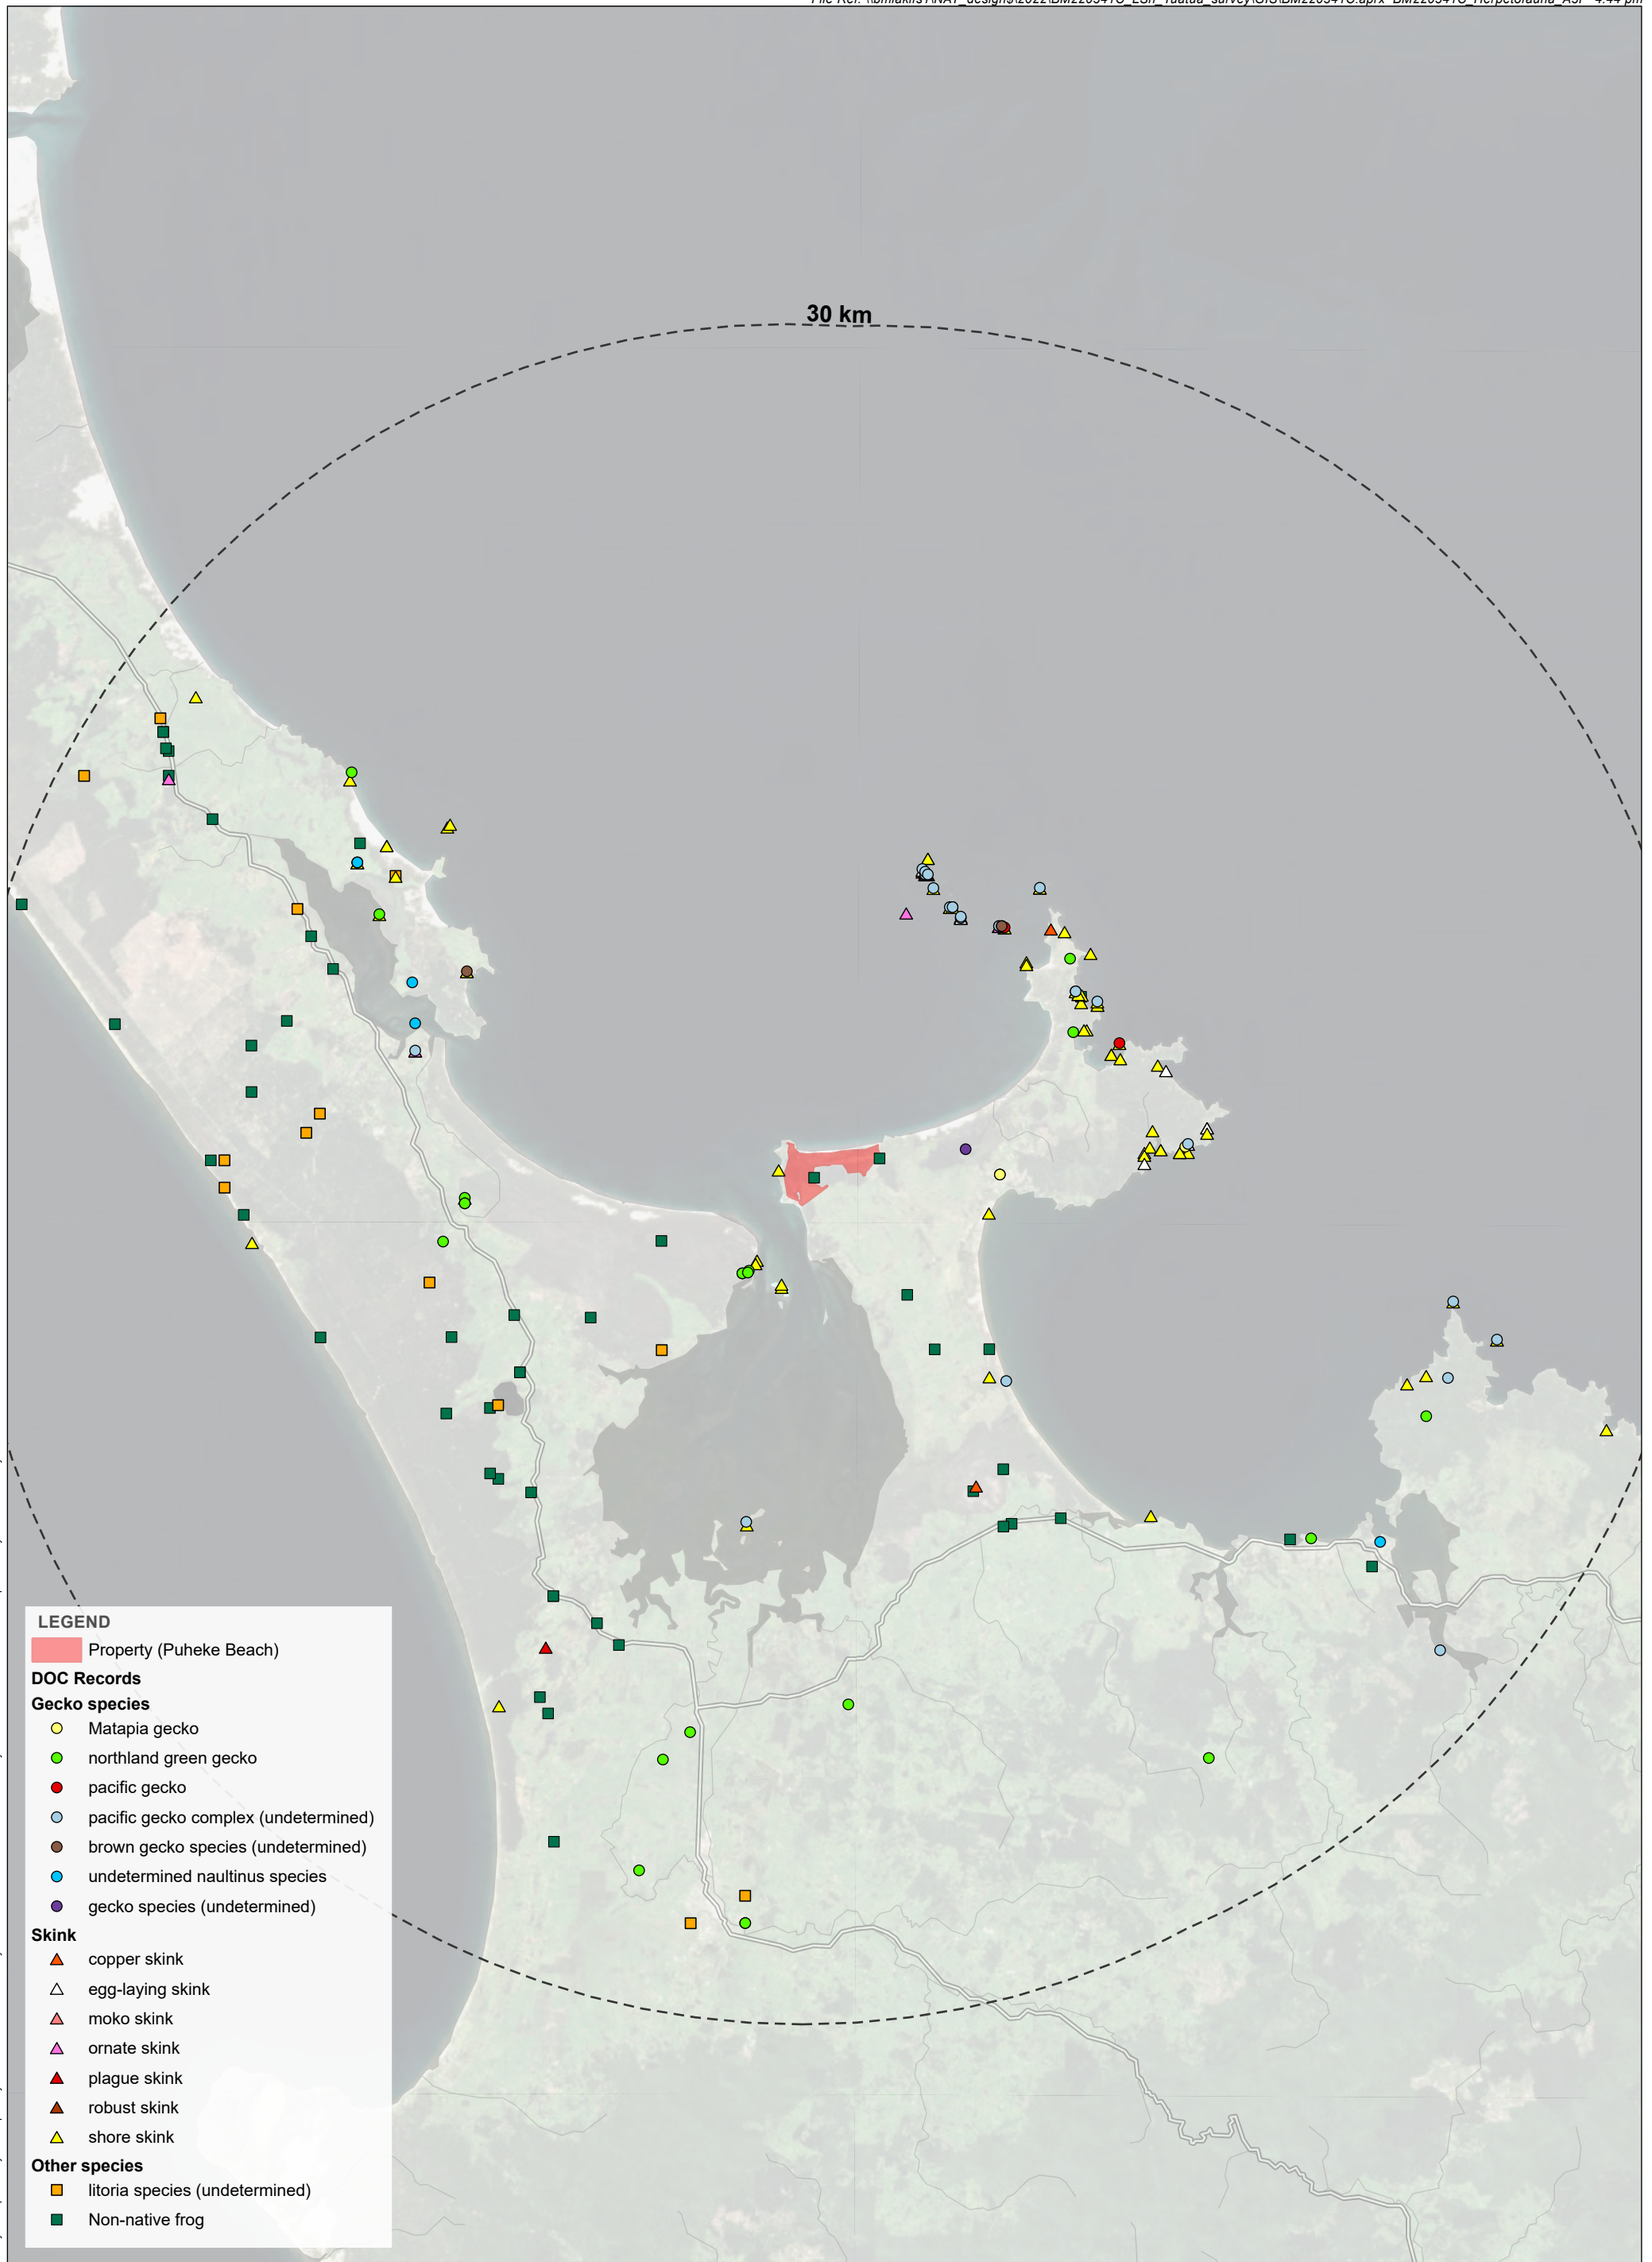 30 km
LEGEND
Property (Puheke Beach)
DOC Records
Gecko species
Matapia gecko
northland green gecko
pacific gecko
pacific gecko complex (undetermined)
brown gecko species (undetermined)
undetermined naultinus species
gecko species (undetermined)
Skink
copper skink
egg-laying skink
moko skink
ornate skink
plague skink
robust skink
shore skink
Other species
litoria species (undetermined)
Non-native frog